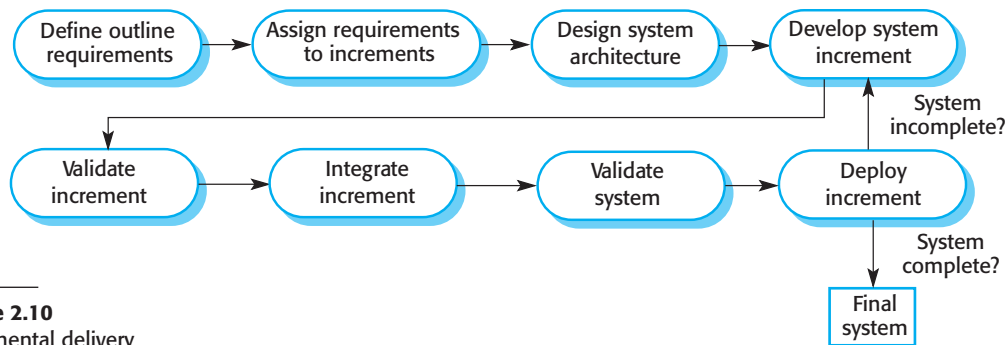 Define outline
requirements
Assign requirements
to increments
Design system
architecture
Develop system
increment
System
incomplete?
Validate
increment
Integrate
increment
Validate
system
Deploy
increment
System
complete?
Final
system
2.10
delivery